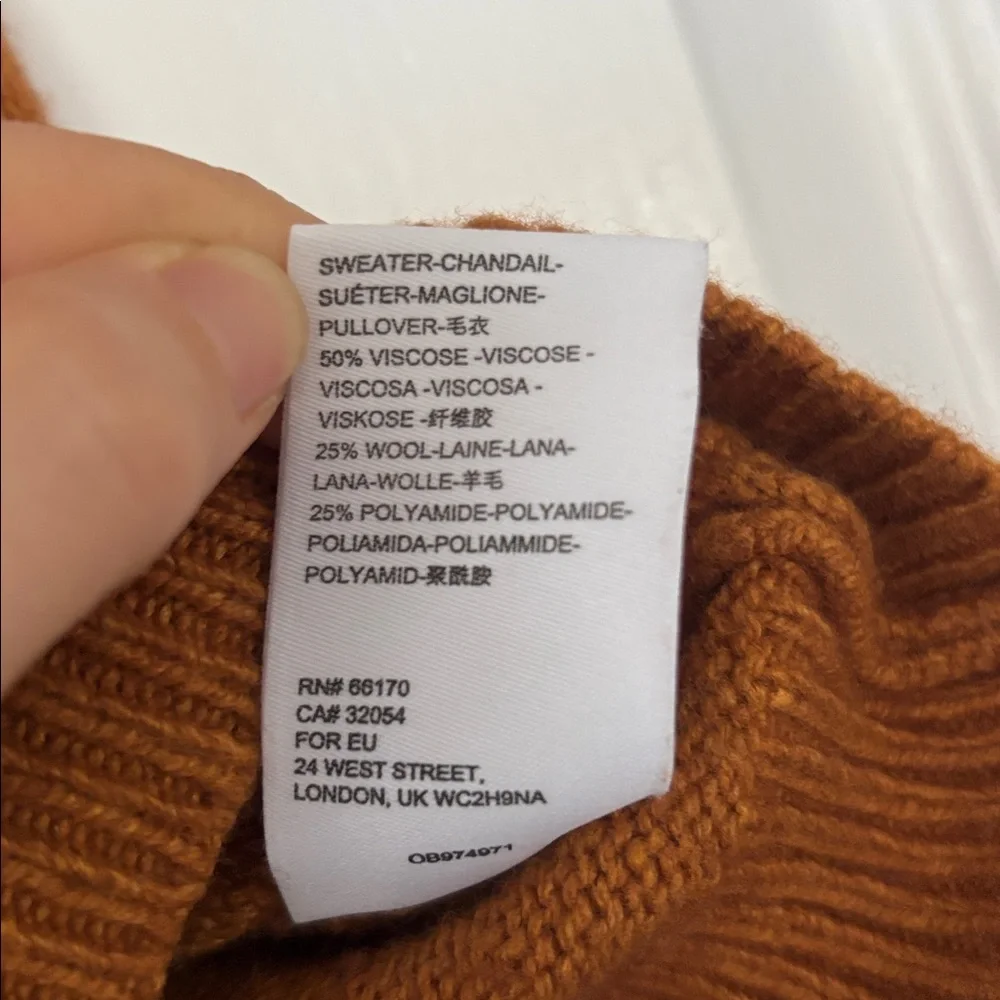 SWEATER-CHANDAIL-
SUÉTER-MAGLIONE-
PULLOVER-毛衣
50% VISCOSE -VISCOSE -
VISCOSA -VISCOSA -
VISKOSE -纤维胶
25% WOOL-LAINE-LANA-
LANA-WOLLE-羊毛
25% POLYAMIDE-POLYAMIDE-
POLIAMIDA-POLIAMMIDE-
POLYAMID-聚酰胺
RN# 66170
CA# 32054
FOR EU
24 WEST STREET,
LONDON, UK WC2H9NA
OB974971